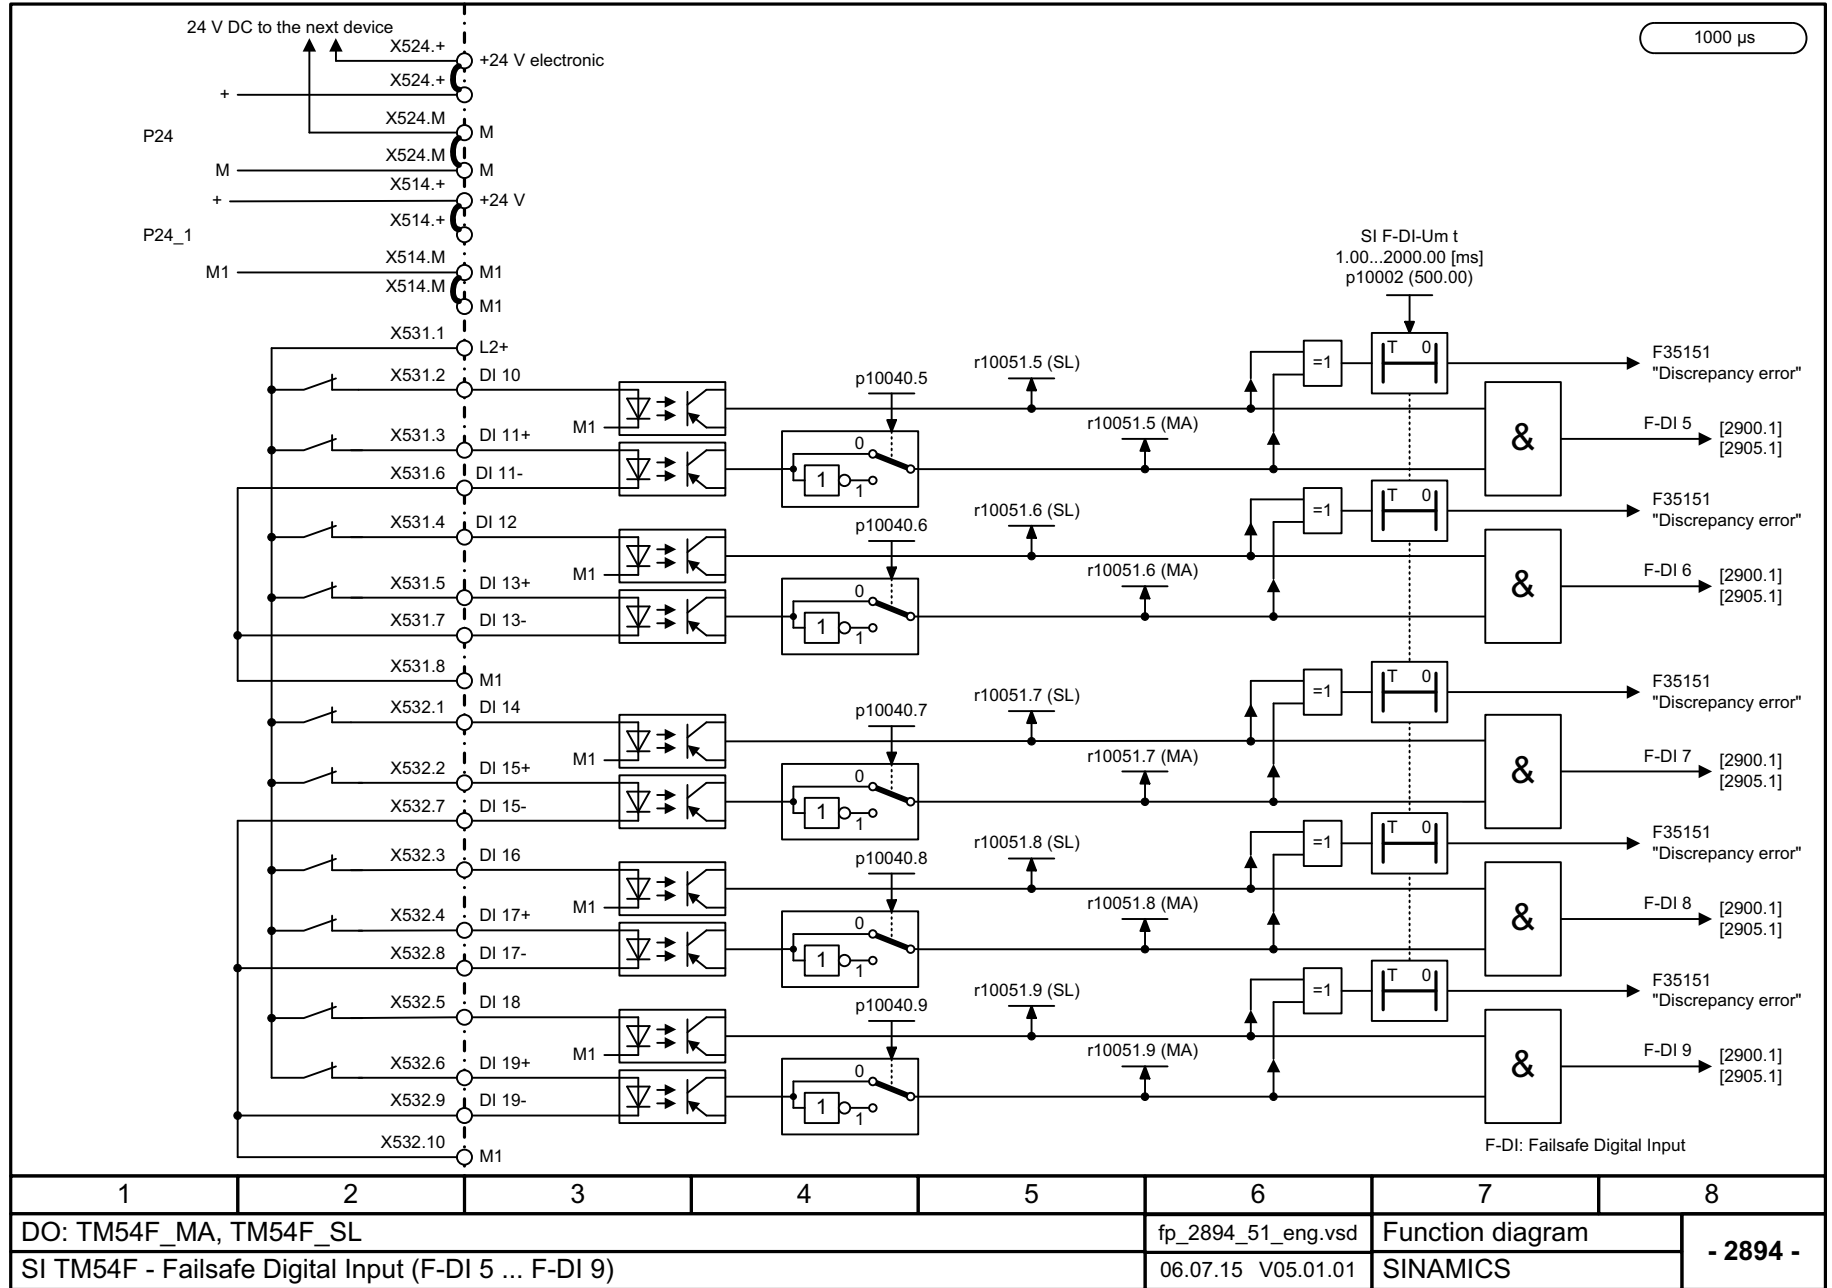 24 V DC to the next device
1000 µs
X524.+
+24 V electronic
X524.+
+
X524.M
M
P24
X524.M
M
M
X514.+
+
+24 V
X514.+
P24_1
X514.M
M1
M1
X514.M
M1
SI F-DI-Um t
1.00...2000.00 [ms]
p10002 (500.00)
X531.1
L2+
X531.2
DI 10
M1
X531.3
DI 11+
X531.6
DI 11-
p10040.5
0
1
1
r10051.5 (SL)
r10051.5 (MA)
=1
T 0
F35151
"Discrepancy error"
&
F-DI 5
[2900.1]
[2905.1]
X531.4
DI 12
M1
X531.5
DI 13+
X531.7
DI 13-
X531.8
M1
p10040.6
0
1
1
r10051.6 (SL)
r10051.6 (MA)
=1
T 0
F35151
"Discrepancy error"
&
F-DI 6
[2900.1]
[2905.1]
X532.1
DI 14
M1
X532.2
DI 15+
X532.7
DI 15-
p10040.7
0
1
1
r10051.7 (SL)
r10051.7 (MA)
=1
T 0
F35151
"Discrepancy error"
&
F-DI 7
[2900.1]
[2905.1]
X532.3
DI 16
M1
X532.4
DI 17+
X532.8
DI 17-
p10040.8
0
1
1
r10051.8 (SL)
r10051.8 (MA)
=1
T 0
F35151
"Discrepancy error"
&
F-DI 8
[2900.1]
[2905.1]
X532.5
DI 18
M1
X532.6
DI 19+
X532.9
DI 19-
X532.10
M1
p10040.9
0
1
1
r10051.9 (SL)
r10051.9 (MA)
=1
T 0
F35151
"Discrepancy error"
&
F-DI 9
[2900.1]
[2905.1]
F-DI: Failsafe Digital Input
1 2 3 4 5 6 7 8
DO: TM54F_MA, TM54F_SL
fp_2894_51_eng.vsd
Function diagram
- 2894 -
SI TM54F - Failsafe Digital Input (F-DI 5 ... F-DI 9)
06.07.15 V05.01.01
SINAMICS